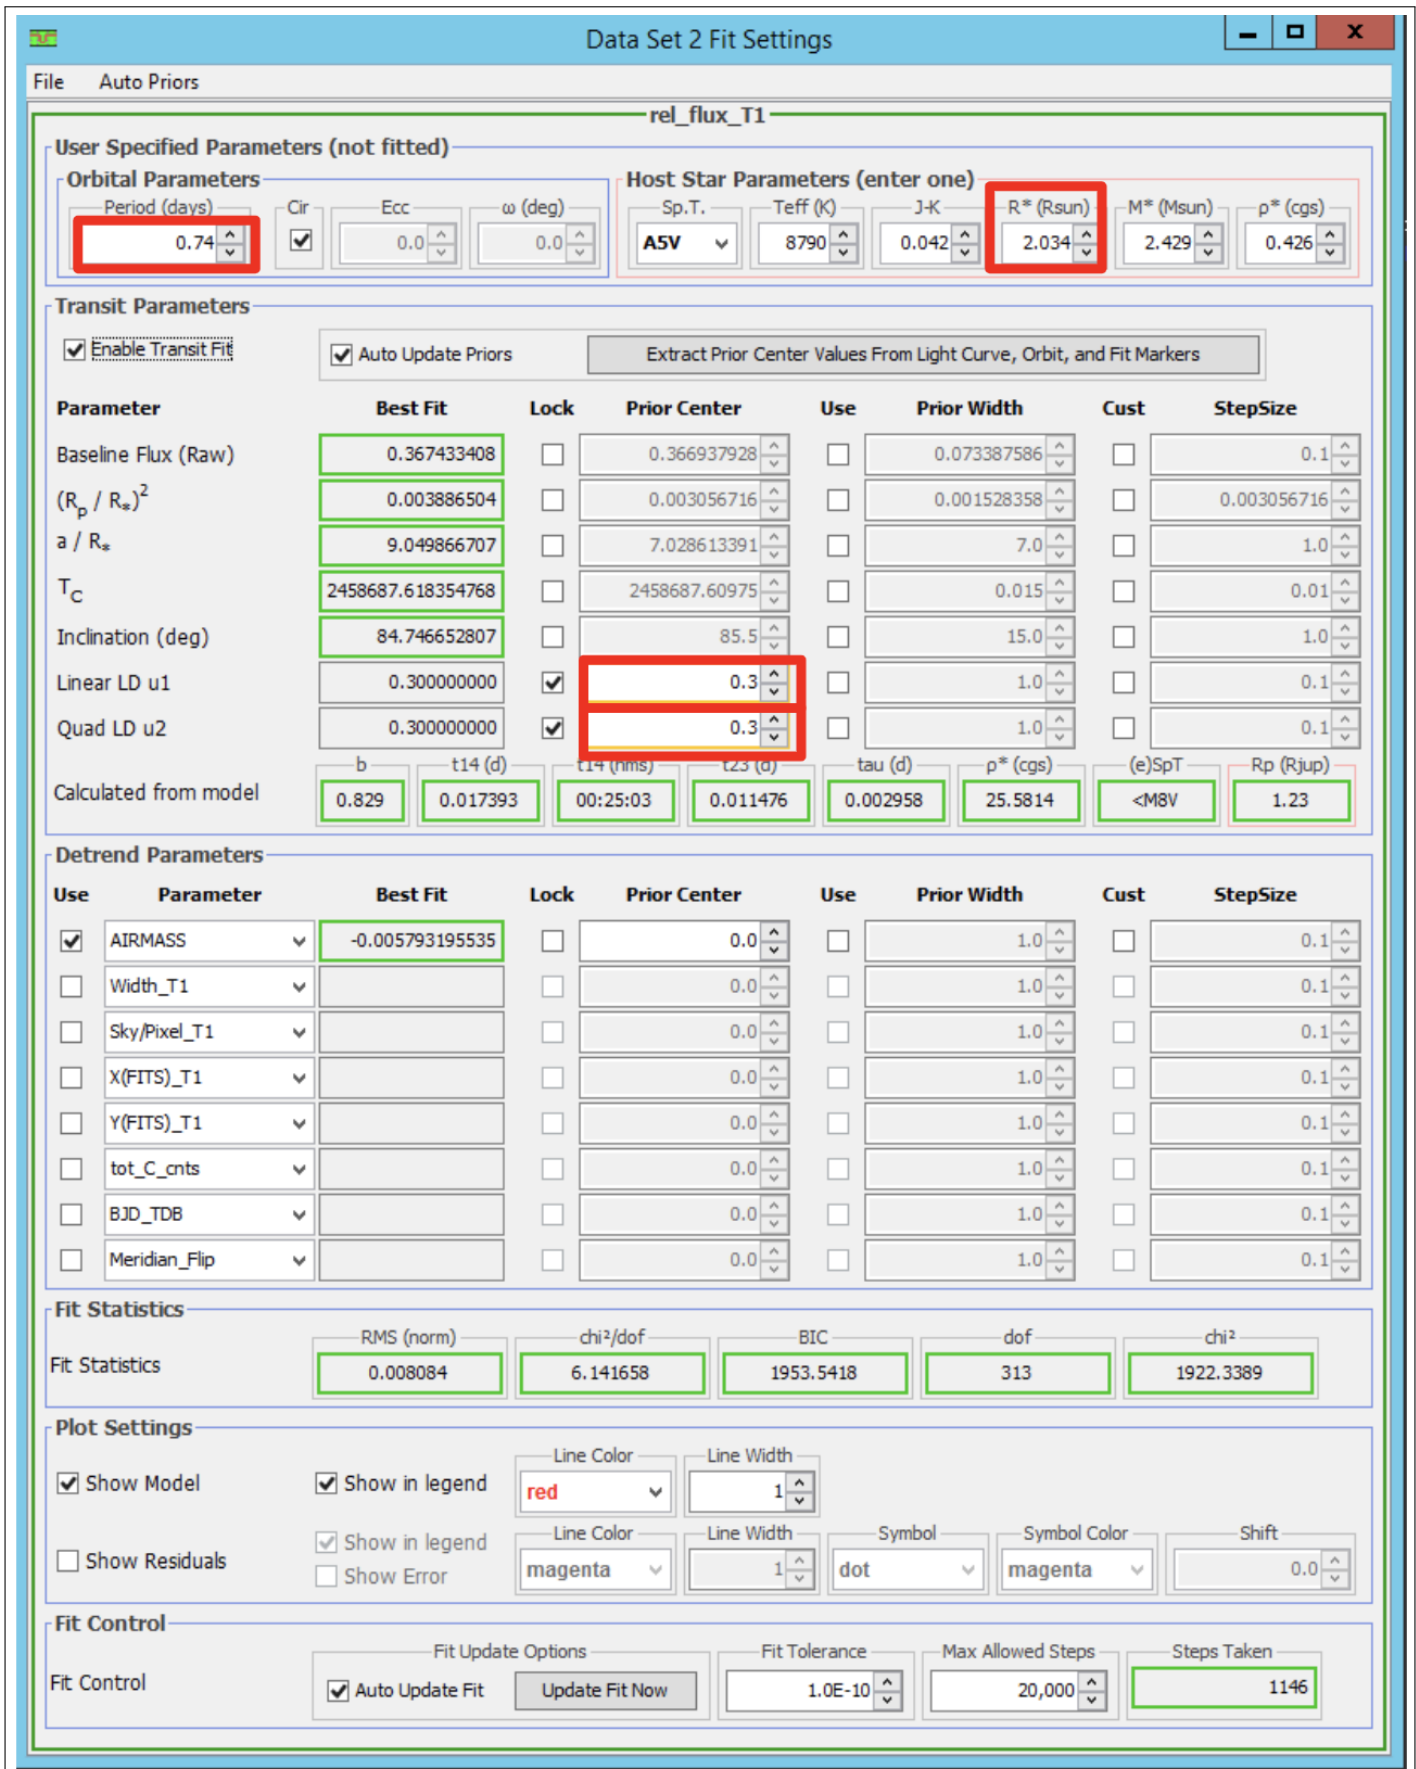 Data Set 2 Fit Settings
File Auto Priors
rel_flux_T1
User Specified Parameters (not fitted)
Orbital Parameters Host Star Parameters (enter one)
Period (days) Cir Ecc ω (deg) Sp.T. Teff (K) J-K R* (Rsun) M* (Msun) ρ* (cgs)
0.74 0.0 0.0 A5V 8790 0.042 2.034 2.429 0.426
Transit Parameters
Enable Transit Fit Auto Update Priors Extract Prior Center Values From Light Curve, Orbit, and Fit Markers
Parameter Best Fit Lock Prior Center Use Prior Width Cust StepSize
Baseline Flux (Raw) 0.367433408 0.366937928 0.073387586 0.1
(Rp / R*)² 0.003886504 0.003056716 0.001528358 0.003056716
a / R* 9.049866707 7.028613391 7.0 1.0
TC 2458687.618354768 2458687.60975 0.015 0.01
Inclination (deg) 84.746652807 85.5 15.0 1.0
Linear LD u1 0.300000000 0.3 1.0 0.1
Quad LD u2 0.300000000 0.3 1.0 0.1
b t14 (d) t14 (hms) t23 (d) tau (d) ρ* (cgs) (e)SpT Rp (Rjup)
Calculated from model 0.829 0.017393 00:25:03 0.011476 0.002958 25.5814 <M8V 1.23
Detrend Parameters
Use Parameter Best Fit Lock Prior Center Use Prior Width Cust StepSize
AIRMASS -0.005793195535 0.0 1.0 0.1
Width_T1 0.0 1.0 0.1
Sky/Pixel_T1 0.0 1.0 0.1
X(FITS)_T1 0.0 1.0 0.1
Y(FITS)_T1 0.0 1.0 0.1
tot_C_cnts 0.0 1.0 0.1
BJD_TDB 0.0 1.0 0.1
Meridian_Flip 0.0 1.0 0.1
Fit Statistics
RMS (norm) chi²/dof BIC dof chi²
Fit Statistics 0.008084 6.141658 1953.5418 313 1922.3389
Plot Settings
Line Color Line Width
Show Model Show in legend red 1
Line Color Line Width Symbol Symbol Color Shift
Show Residuals Show in legend Show Error magenta 1 dot magenta 0.0
Fit Control
Fit Update Options Fit Tolerance Max Allowed Steps Steps Taken
Fit Control Auto Update Fit Update Fit Now 1.0E-10 20,000 1146